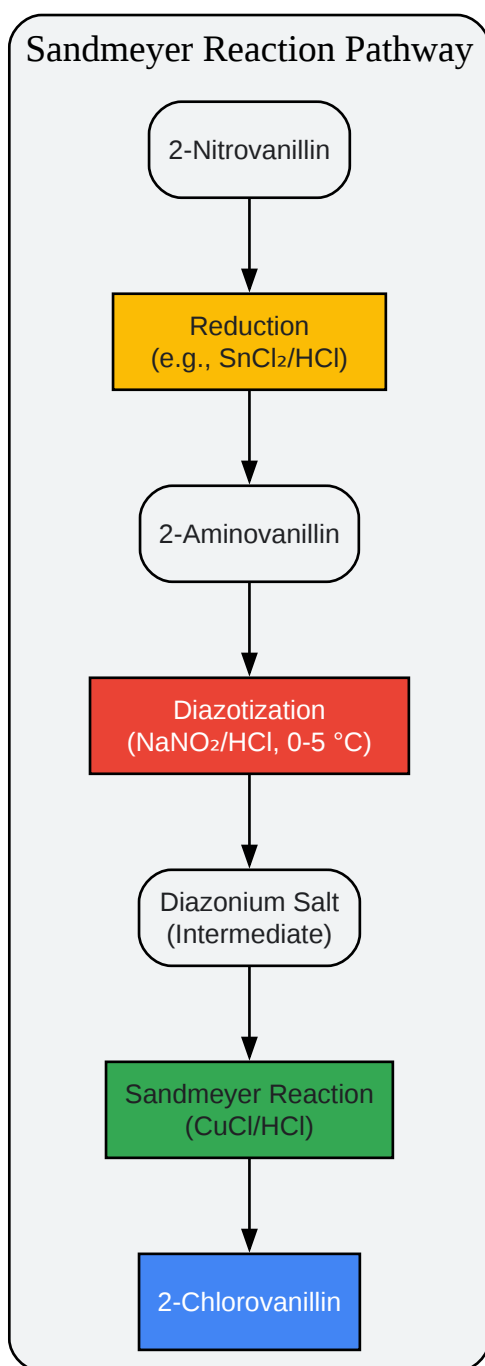 Sandmeyer Reaction Pathway
2-Nitrovanillin
Reduction
(e.g., SnCl₂/HCl)
2-Aminovanillin
Diazotization
(NaNO₂/HCl, 0-5 °C)
Diazonium Salt
(Intermediate)
Sandmeyer Reaction
(CuCl/HCl)
2-Chlorovanillin